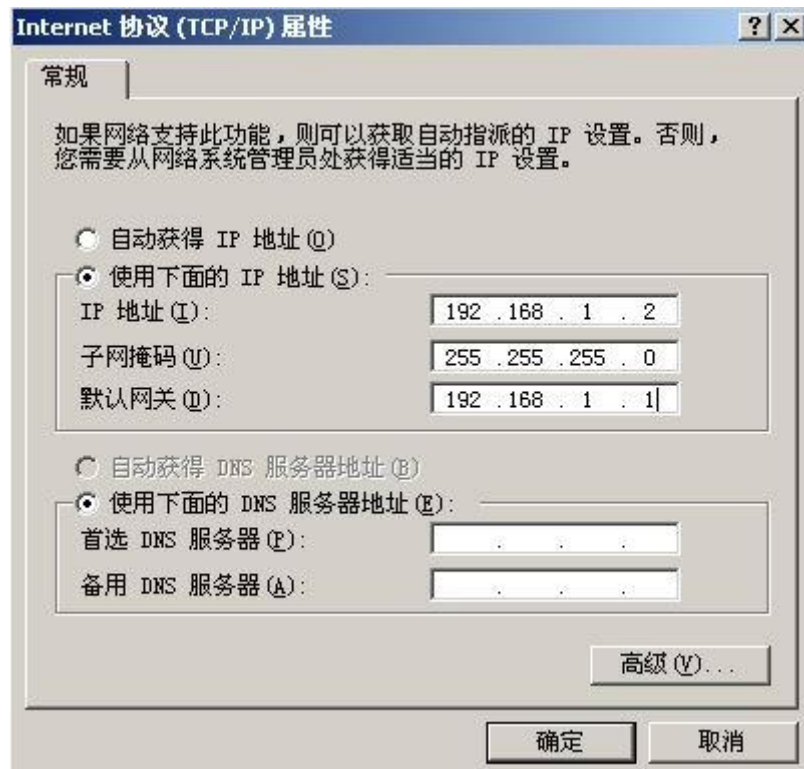 Internet 协议 (TCP/IP) 属性
常规
如果网络支持此功能，则可以获取自动指派的 IP 设置。否则，
您需要从网络系统管理员处获得适当的 IP 设置。
自动获得 IP 地址(O)
使用下面的 IP 地址(S):
IP 地址(I): 192 .168 . 1 . 2
子网掩码(U): 255 .255 .255 . 0
默认网关(D): 192 .168 . 1 . 1
自动获得 DNS 服务器地址(B)
使用下面的 DNS 服务器地址(E):
首选 DNS 服务器(P): . . .
备用 DNS 服务器(A): . . .
高级(V)...
确定 取消